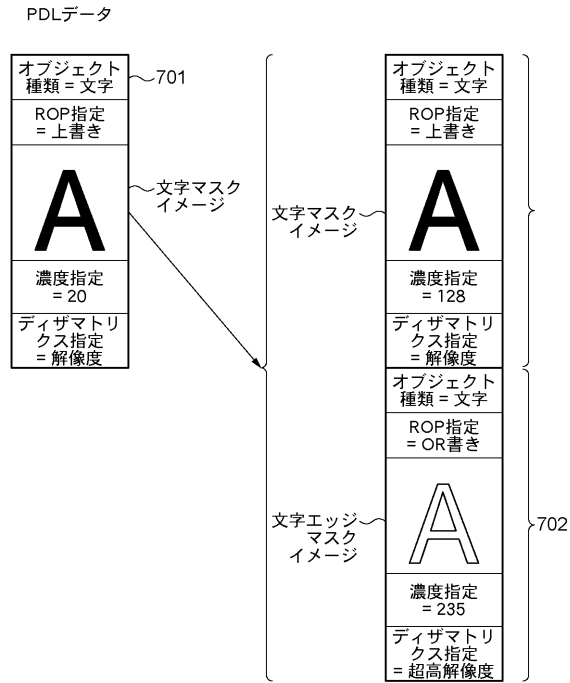 PDLデータ
オブジェクト
種類 = 文字
701
ROP指定
= 上書き
A
文字マスク
イメージ
濃度指定
= 20
ディザマトリ
クス指定
= 解像度
オブジェクト
種類 = 文字
ROP指定
= 上書き
文字マスク
イメージ
A
濃度指定
= 128
ディザマトリ
クス指定
= 解像度
オブジェクト
種類 = 文字
ROP指定
= OR書き
文字エッジ
マスク
イメージ
A
702
濃度指定
= 235
ディザマトリ
クス指定
= 超高解像度